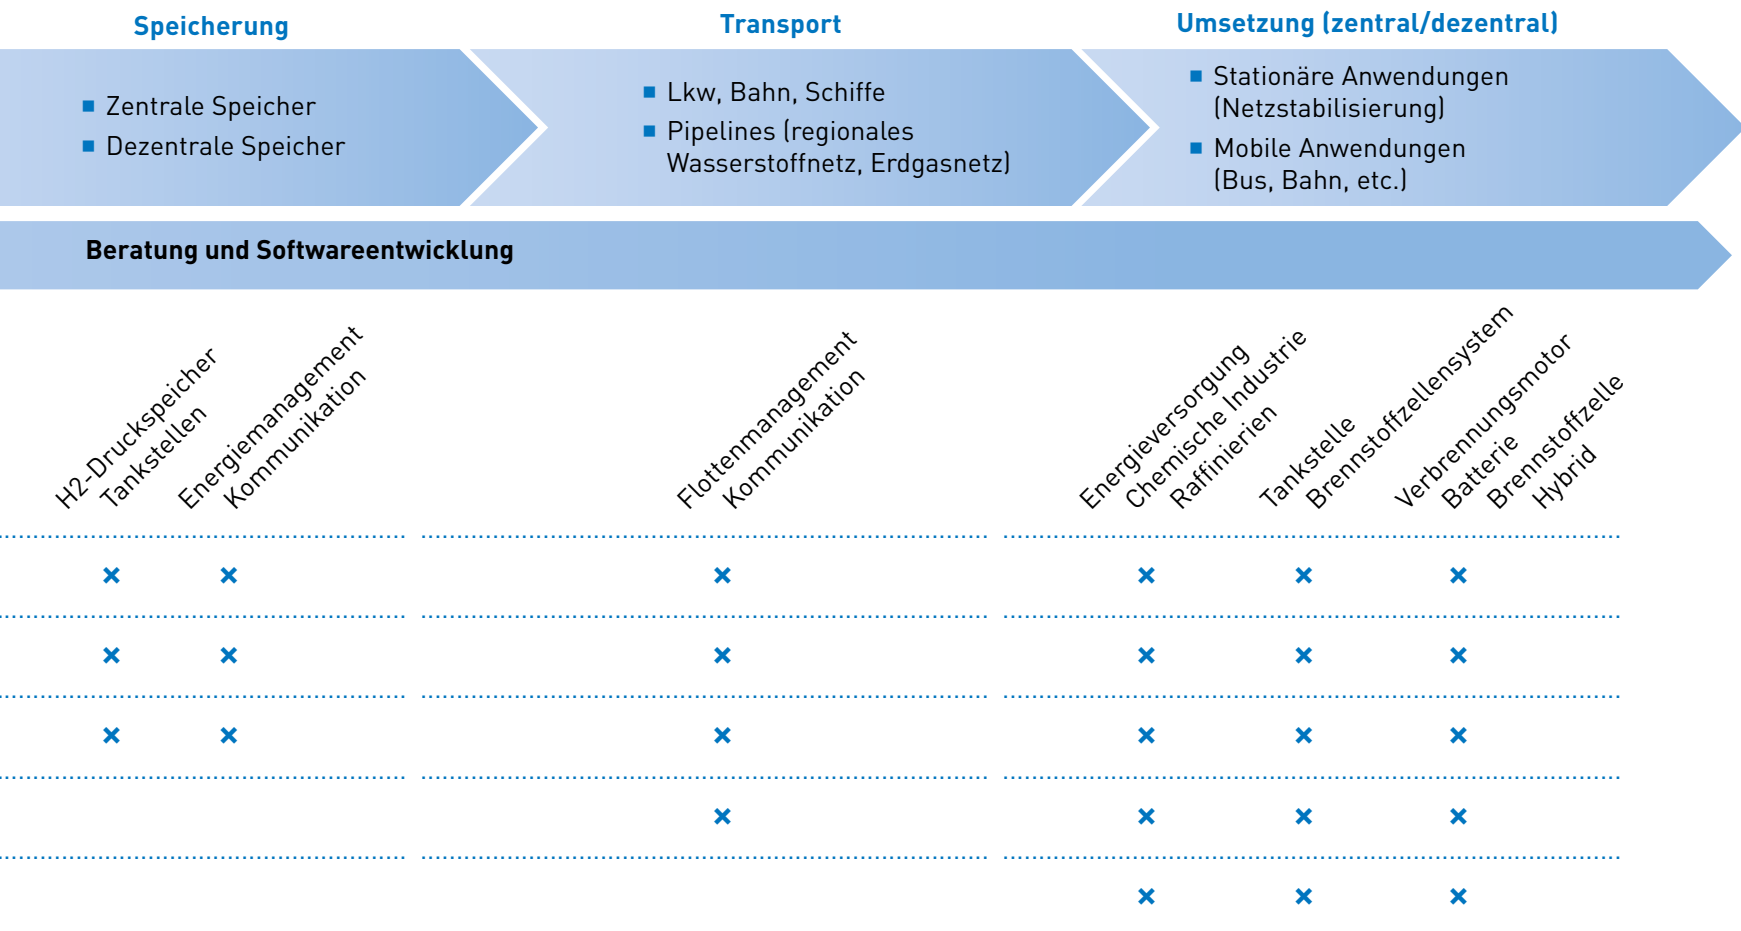 Speicherung
Transport
Umsetzung (zentral/dezentral)
Zentrale Speicher
Dezentrale Speicher
Lkw, Bahn, Schiffe
Pipelines (regionales
Wasserstoffnetz, Erdgasnetz)
Stationäre Anwendungen
(Netzstabilisierung)
Mobile Anwendungen
(Bus, Bahn, etc.)
Beratung und Softwareentwicklung
H2-Druckspeicher
Tankstellen
Energiemanagement
Kommunikation
Flottenmanagement
Kommunikation
Energieversorgung
Chemische Industrie
Raffinierien
Tankstelle
Brennstoffzellensystem
Verbrennungsmotor
Batterie
Brennstoffzelle
Hybrid